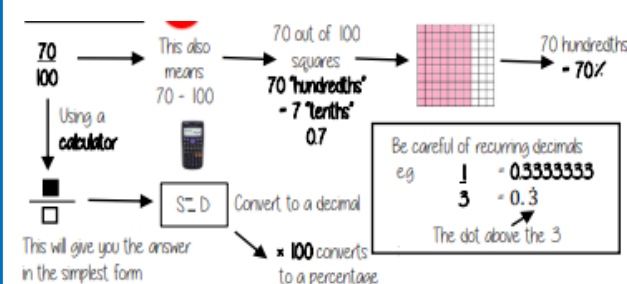 70
100
This also
means
70 - 100
70 out of 100
squares
70 "hundredths"
- 7 "tenths"
0.7
70 hundredths
- 70%
Using a
calculator
S=D
Convert to a decimal
This will give you the answer
in the simplest form
× 100 converts
to a percentage
Be careful of recurring decimals
eg 1/3 - 0.3333333
- 0.3̇
The dot above the 3